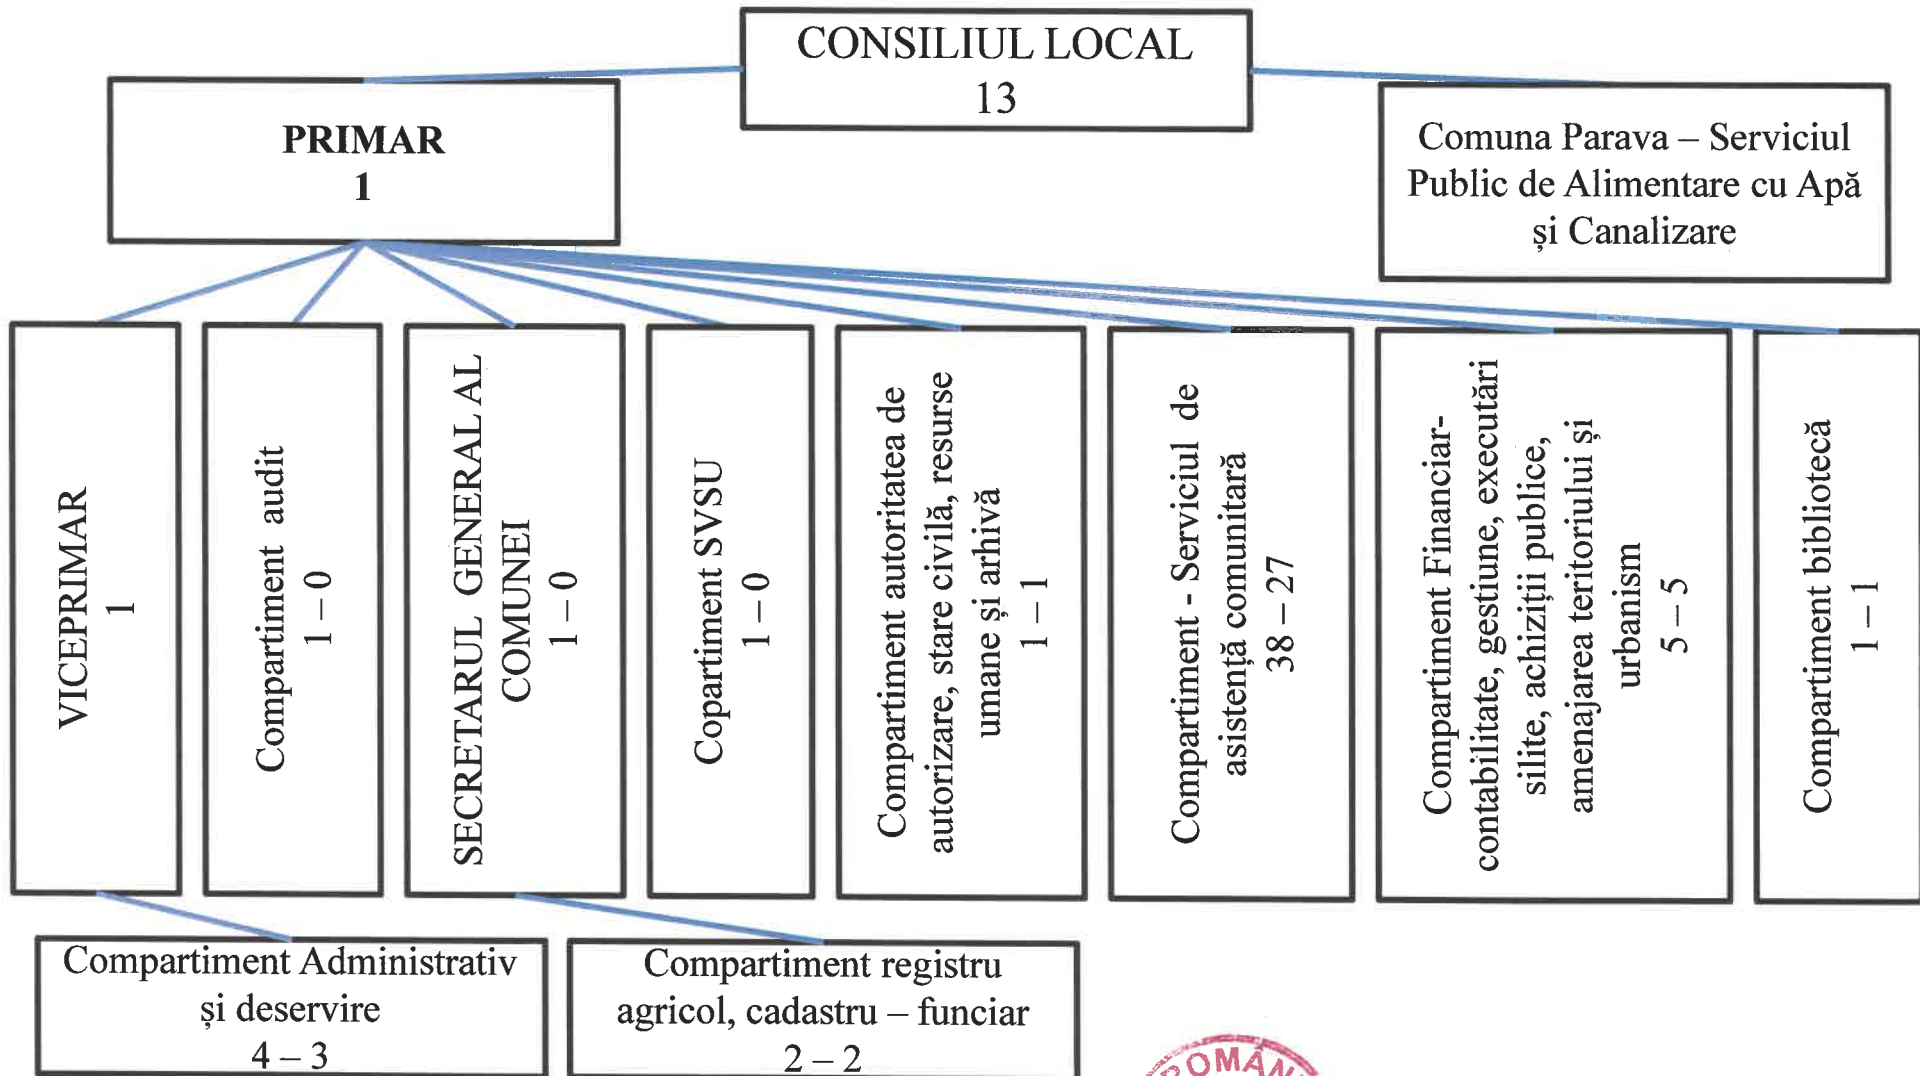 CONSILIUL LOCAL
13
PRIMAR
1
Comuna Parava – Serviciul
Public de Alimentare cu Apă
și Canalizare
VICEPRIMAR
1
Compartiment audit
1 – 0
SECRETARUL GENERAL AL
COMUNEI
1 – 0
Copartiment SVSU
1 – 0
Compartiment autoritatea de
autorizare, stare civilă, resurse
umane și arhivă
1 – 1
Compartiment - Serviciul de
asistență comunitară
38 – 27
Compartiment Financiar-
contabilitate, gestiune, executări
silite, achiziții publice,
amenajarea teritoriului și
urbanism
5 – 5
Compartiment bibliotecă
1 – 1
Compartiment Administrativ
și deservire
4 – 3
Compartiment registru
agricol, cadastru – funciar
2 – 2